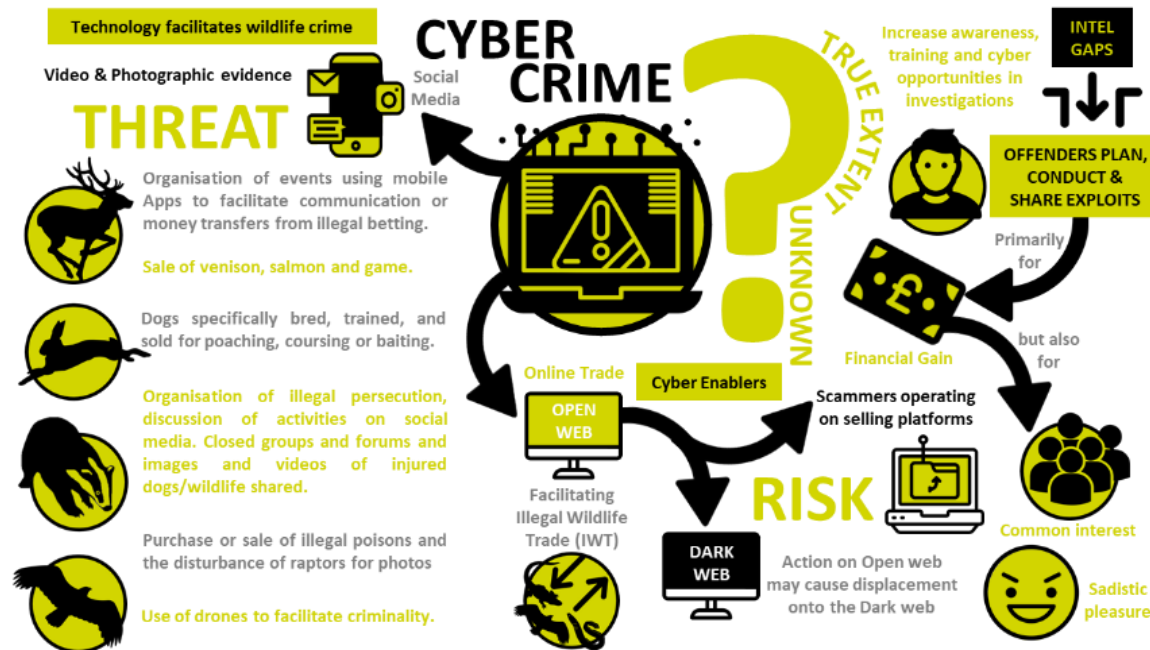 Technology facilitates wildlife crime
Video & Photographic evidence
THREAT
Social
Media
CYBER
CRIME
?
TRUE EXTENT
UNKNOWN
Increase awareness,
training and cyber
opportunities in
investigations
INTEL
GAPS
OFFENDERS PLAN,
CONDUCT &
SHARE EXPLOITS
Primarily
for
£
Financial Gain
but also
for
Common interest
Sadistic
pleasure
Organisation of events using mobile
Apps to facilitate communication or
money transfers from illegal betting.
Sale of venison, salmon and game.
Dogs specifically bred, trained, and
sold for poaching, coursing or baiting.
Organisation of illegal persecution,
discussion of activities on social
media. Closed groups and forums and
images and videos of injured
dogs/wildlife shared.
Purchase or sale of illegal poisons and
the disturbance of raptors for photos
Use of drones to facilitate criminality.
Online Trade
OPEN
WEB
Facilitating
Illegal Wildlife
Trade (IWT)
Cyber Enablers
Scammers operating
on selling platforms
RISK
DARK
WEB
Action on Open web
may cause displacement
onto the Dark web